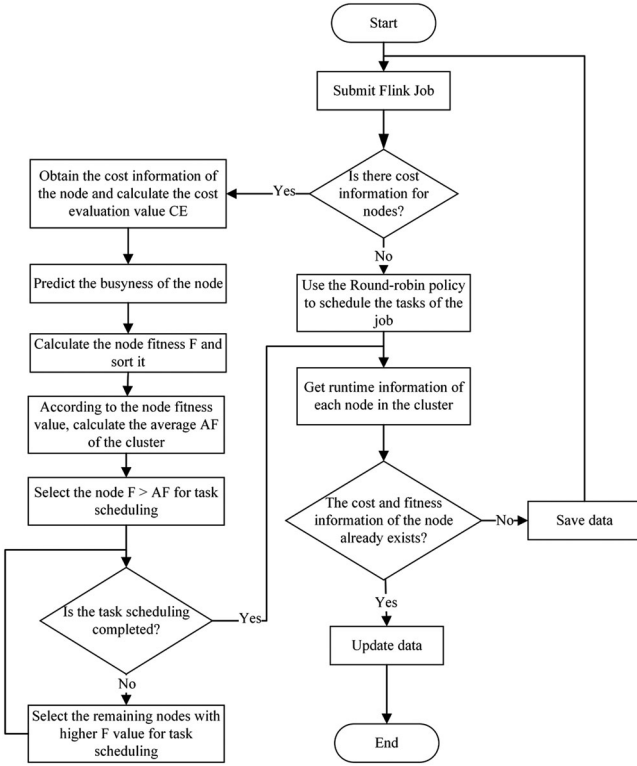 Start
Submit Flink Job
Is there cost
information for
nodes?
Yes
Obtain the cost information of
the node and calculate the cost
evaluation value CE
Predict the busyness of the node
Calculate the node fitness F and
sort it
According to the node fitness
value, calculate the average AF
of the cluster
Select the node F > AF for task
scheduling
Is the task scheduling
completed?
Yes
No
Select the remaining nodes with
higher F value for task
scheduling
No
Use the Round-robin policy
to schedule the tasks of the
job
Get runtime information of
each node in the cluster
The cost and fitness
information of the node
already exists?
No
Save data
Yes
Update data
End